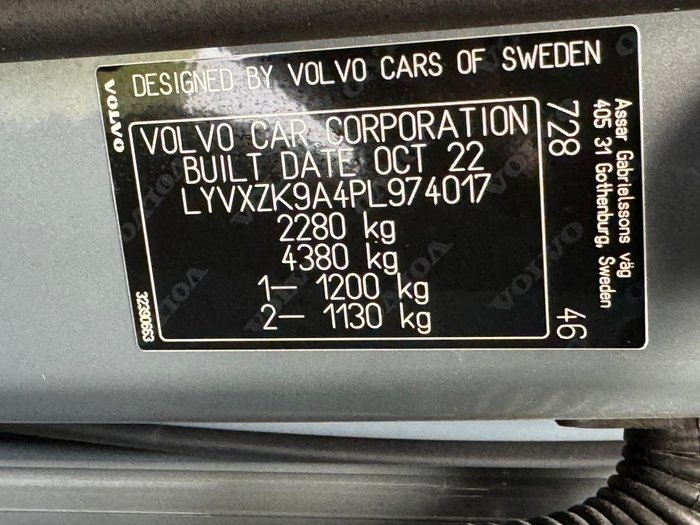 DESIGNED BY VOLVO CARS OF SWEDEN
VOLVO
VOLVO CAR CORPORATION
BUILT DATE OCT 22
LYVXZK9A4PL974017
2280 kg
4380 kg
1– 1200 kg
2– 1130 kg
728
46
Assar Gabrielssons väg
405 31 Gothenburg, Sweden
32390663